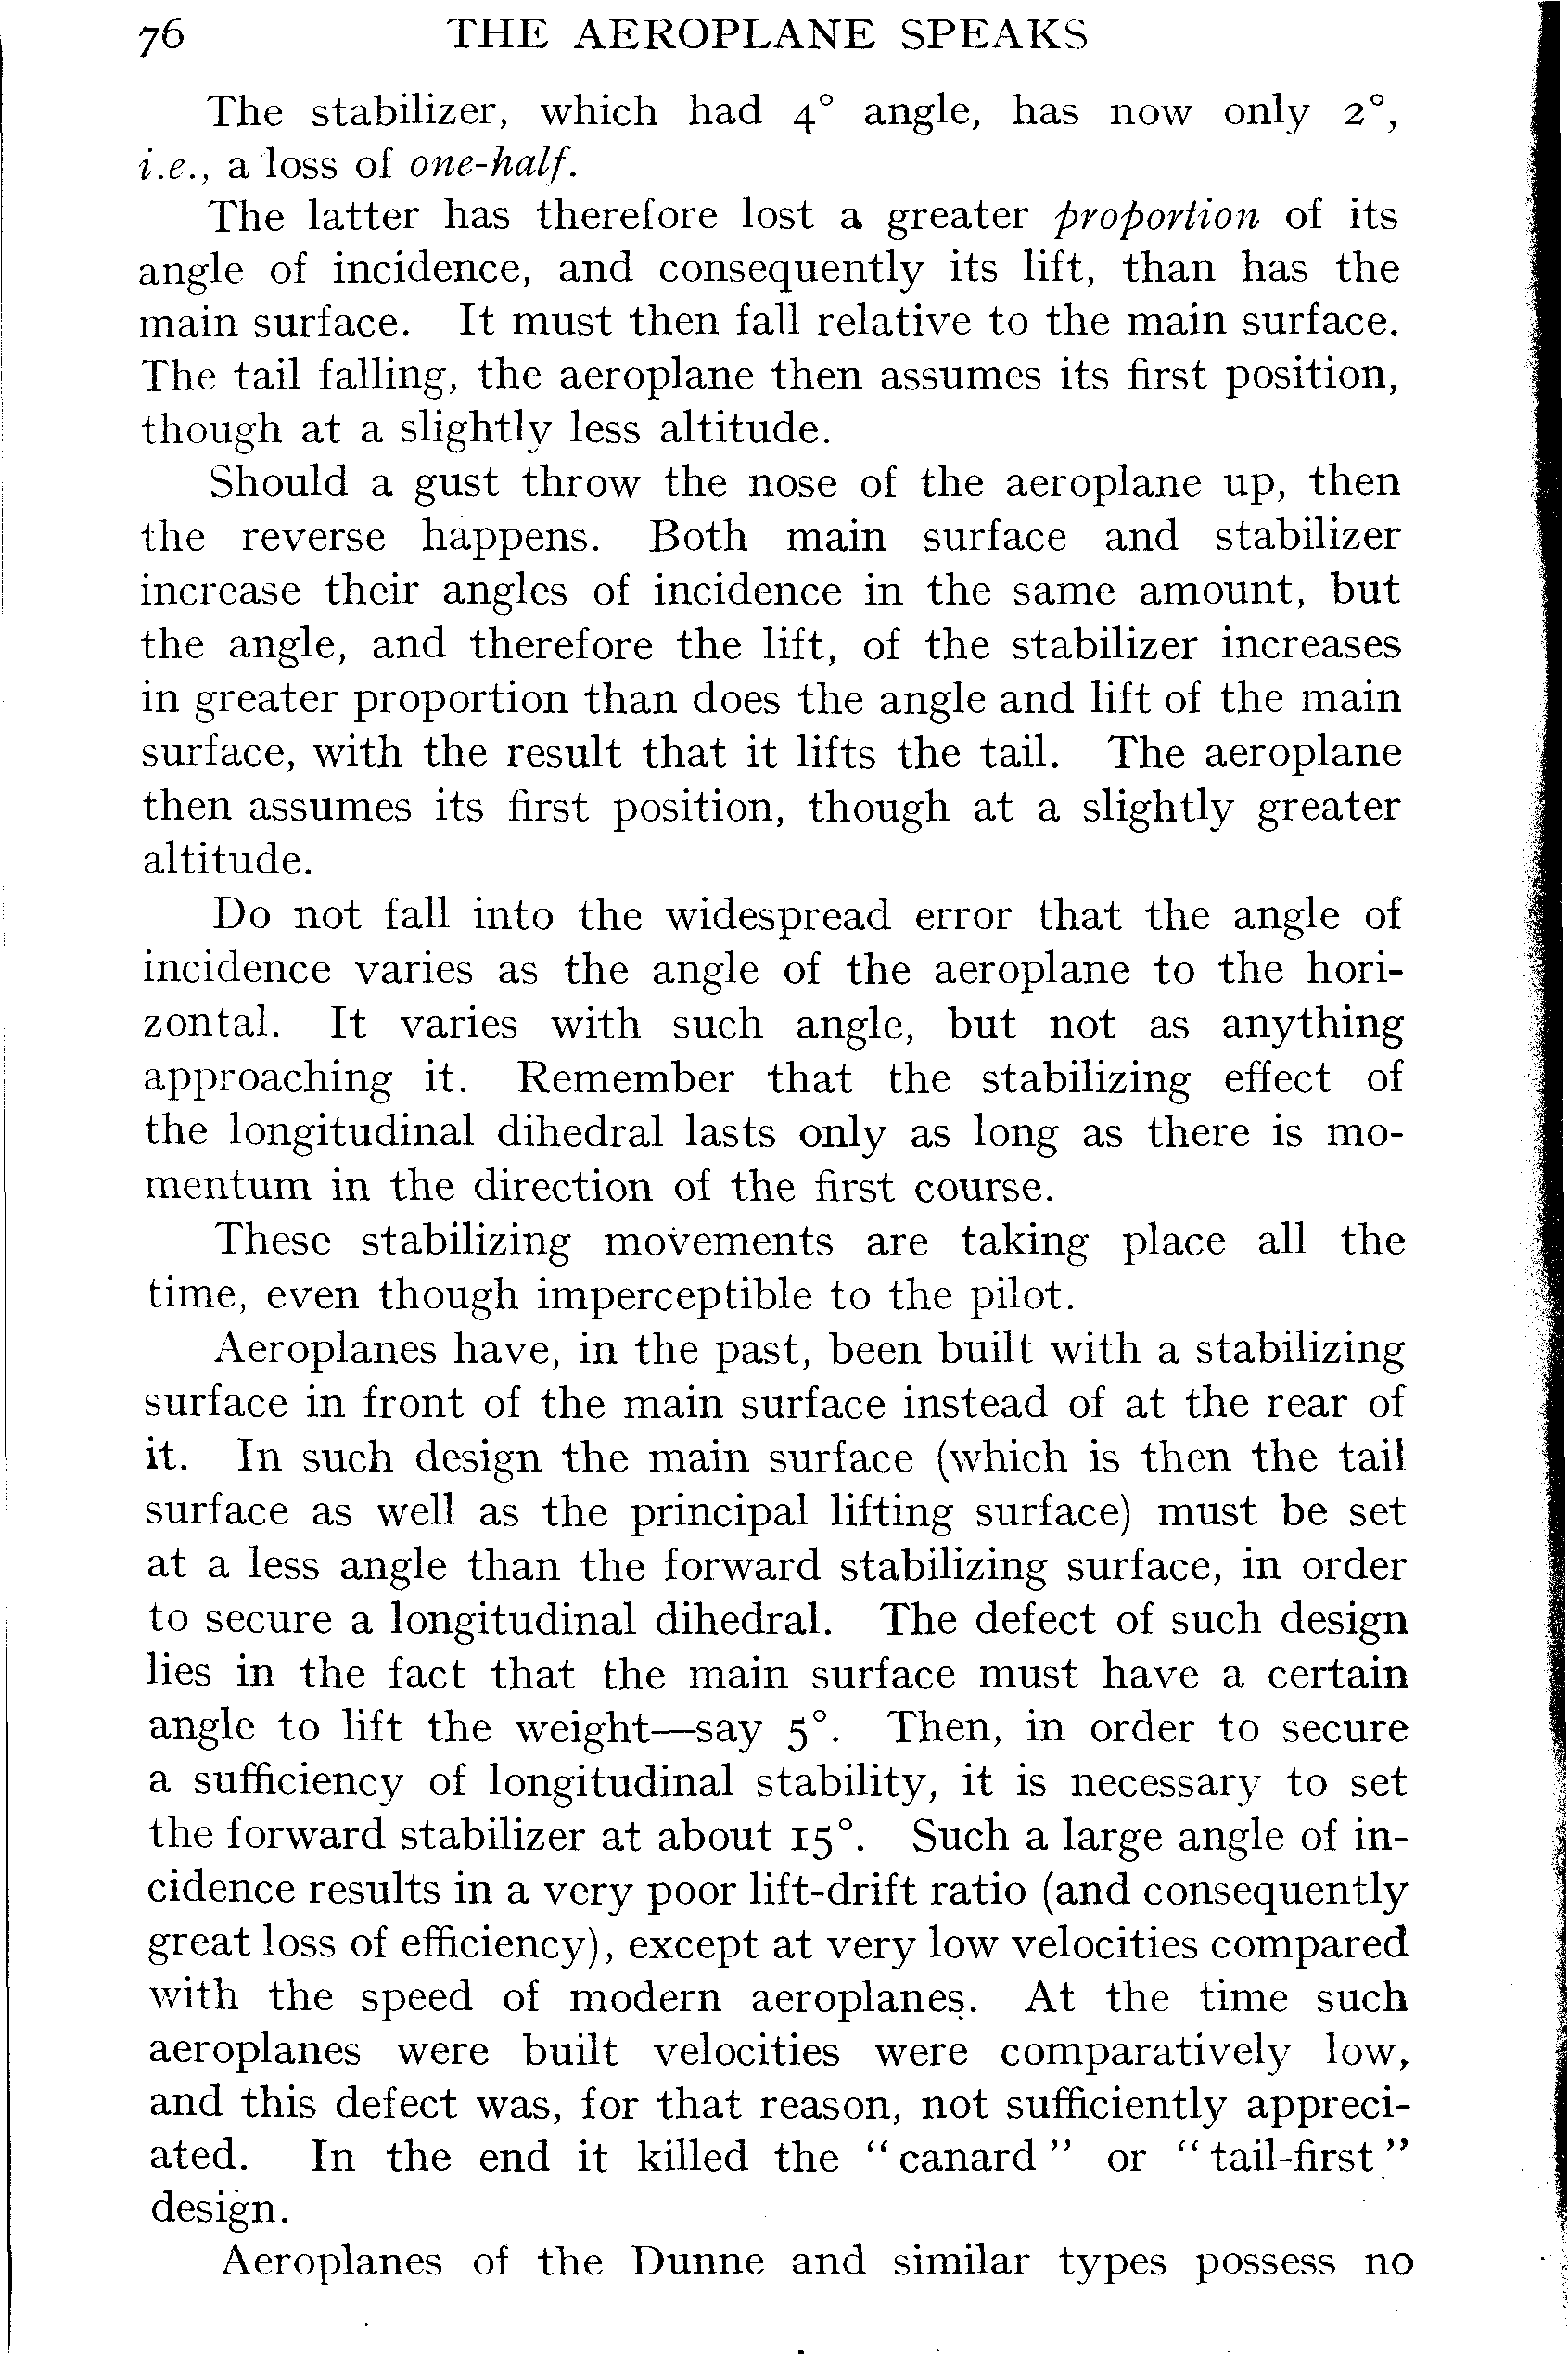 76 THE AEROPLANE SPEAKS
The stabilizer, which had 4° angle, has now only 2°,
i.e., a loss of one-half.
The latter has therefore lost a greater proportion of its
angle of incidence, and consequently its lift, than has the
main surface. It must then fall relative to the main surface.
The tail falling, the aeroplane then assumes its first position,
though at a slightly less altitude.
Should a gust throw the nose of the aeroplane up, then
the reverse happens. Both main surface and stabilizer
increase their angles of incidence in the same amount, but
the angle, and therefore the lift, of the stabilizer increases
in greater proportion than does the angle and lift of the main
surface, with the result that it lifts the tail. The aeroplane
then assumes its first position, though at a slightly greater
altitude.
Do not fall into the widespread error that the angle of
incidence varies as the angle of the aeroplane to the hori-
zontal. It varies with such angle, but not as anything
approaching it. Remember that the stabilizing effect of
the longitudinal dihedral lasts only as long as there is mo-
mentum in the direction of the first course.
These stabilizing movements are taking place all the
time, even though imperceptible to the pilot.
Aeroplanes have, in the past, been built with a stabilizing
surface in front of the main surface instead of at the rear of
it. In such design the main surface (which is then the tail
surface as well as the principal lifting surface) must be set
at a less angle than the forward stabilizing surface, in order
to secure a longitudinal dihedral. The defect of such design
lies in the fact that the main surface must have a certain
angle to lift the weight—say 5°. Then, in order to secure
a sufficiency of longitudinal stability, it is necessary to set
the forward stabilizer at about 15°. Such a large angle of in-
cidence results in a very poor lift-drift ratio (and consequently
great loss of efficiency), except at very low velocities compared
with the speed of modern aeroplanes. At the time such
aeroplanes were built velocities were comparatively low,
and this defect was, for that reason, not sufficiently appreci-
ated. In the end it killed the "canard" or "tail-first"
design.
Aeroplanes of the Dunne and similar types possess no